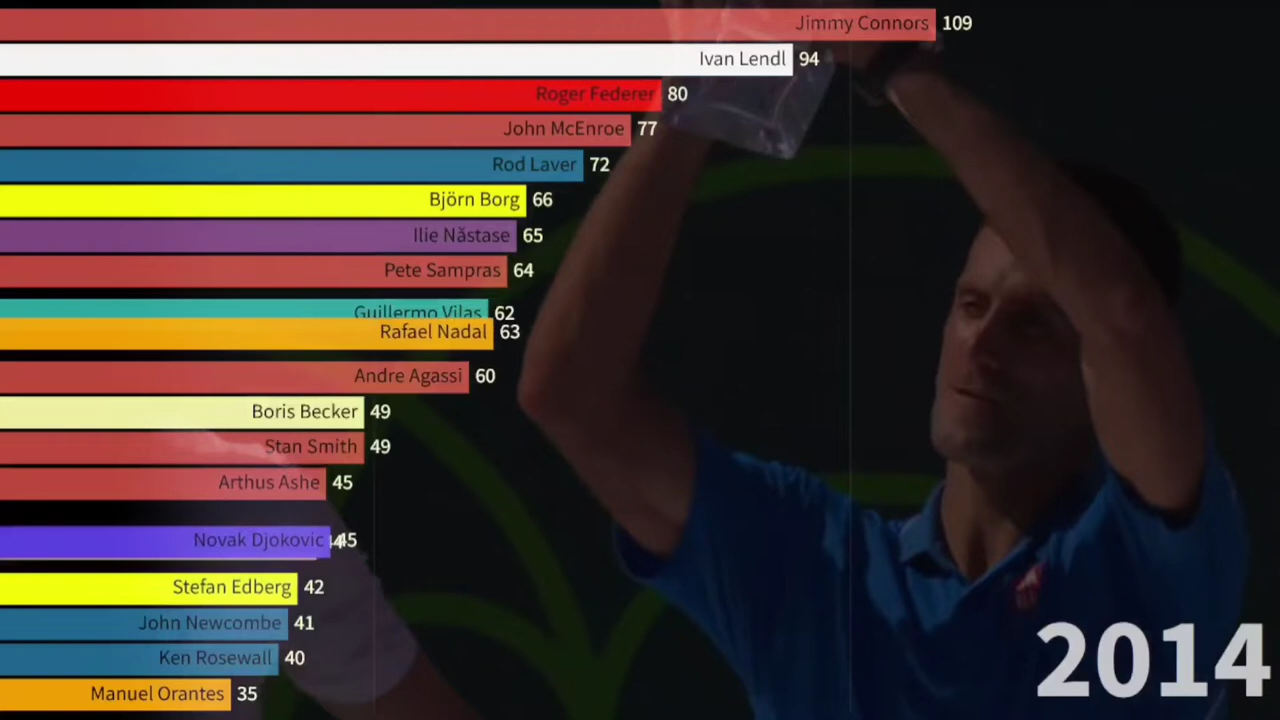 Jimmy Connors 109
Ivan Lendl 94
Roger Federer 80
John McEnroe 77
Rod Laver 72
Björn Borg 66
Ilie Năstase 65
Pete Sampras 64
Guillermo Vilas 62
Rafael Nadal 63
Andre Agassi 60
Boris Becker 49
Stan Smith 49
Arthus Ashe 45
Novak Djokovic 45
Stefan Edberg 42
John Newcombe 41
Ken Rosewall 40
Manuel Orantes 35
2014